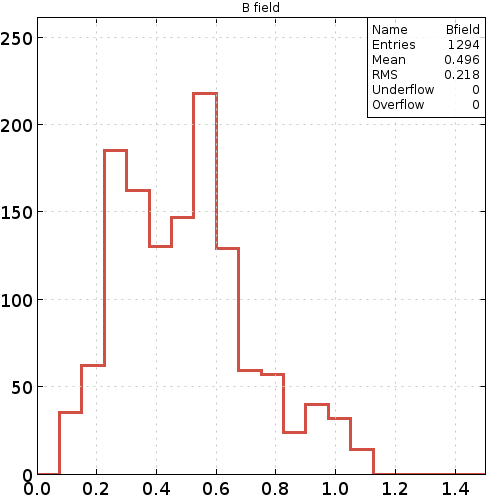 B field
Name Bfield
Entries 1294
Mean 0.496
RMS 0.218
Underflow 0
Overflow 0
250
200
150
100
50
0
0.0 0.2 0.4 0.6 0.8 1.0 1.2 1.4